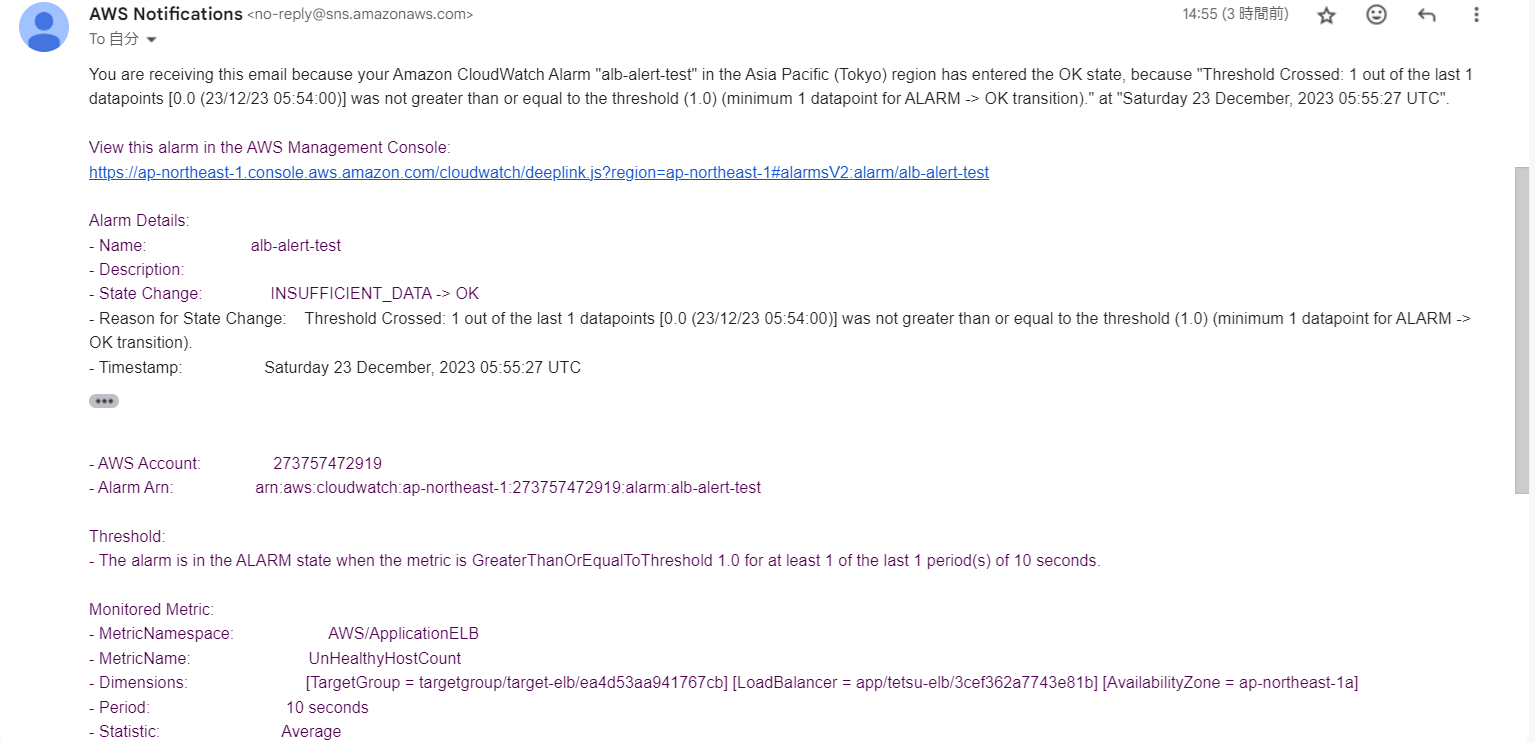 AWS Notifications <no-reply@sns.amazonaws.com> 14:55 (3 時間前)
To 自分
You are receiving this email because your Amazon CloudWatch Alarm "alb-alert-test" in the Asia Pacific (Tokyo) region has entered the OK state, because "Threshold Crossed: 1 out of the last 1
datapoints [0.0 (23/12/23 05:54:00)] was not greater than or equal to the threshold (1.0) (minimum 1 datapoint for ALARM -> OK transition)." at "Saturday 23 December, 2023 05:55:27 UTC".
View this alarm in the AWS Management Console:
https://ap-northeast-1.console.aws.amazon.com/cloudwatch/deeplink.js?region=ap-northeast-1#alarmsV2:alarm/alb-alert-test
Alarm Details:
- Name: alb-alert-test
- Description:
- State Change: INSUFFICIENT_DATA -> OK
- Reason for State Change: Threshold Crossed: 1 out of the last 1 datapoints [0.0 (23/12/23 05:54:00)] was not greater than or equal to the threshold (1.0) (minimum 1 datapoint for ALARM ->
OK transition).
- Timestamp: Saturday 23 December, 2023 05:55:27 UTC
- AWS Account: 273757472919
- Alarm Arn: arn:aws:cloudwatch:ap-northeast-1:273757472919:alarm:alb-alert-test
Threshold:
- The alarm is in the ALARM state when the metric is GreaterThanOrEqualToThreshold 1.0 for at least 1 of the last 1 period(s) of 10 seconds.
Monitored Metric:
- MetricNamespace: AWS/ApplicationELB
- MetricName: UnHealthyHostCount
- Dimensions: [TargetGroup = targetgroup/target-elb/ea4d53aa941767cb] [LoadBalancer = app/tetsu-elb/3cef362a7743e81b] [AvailabilityZone = ap-northeast-1a]
- Period: 10 seconds
- Statistic: Average